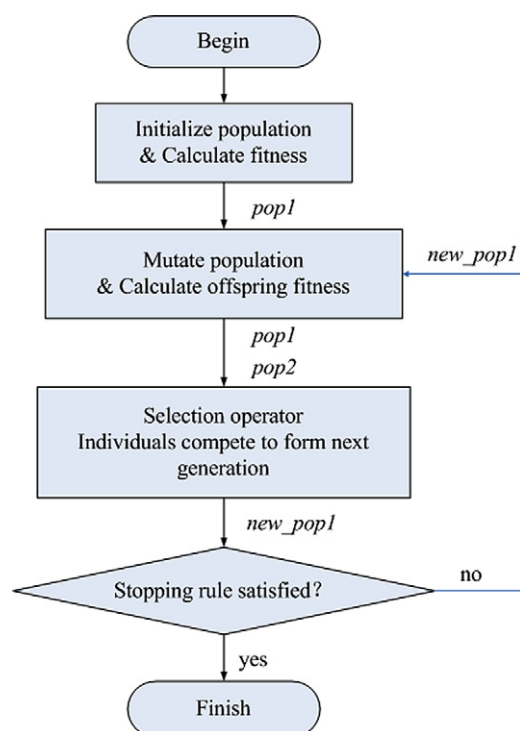 Begin
Initialize population
& Calculate fitness
pop1
Mutate population
& Calculate offspring fitness
new_pop1
pop1
pop2
Selection operator
Individuals compete to form next
generation
new_pop1
Stopping rule satisfied?
no
yes
Finish